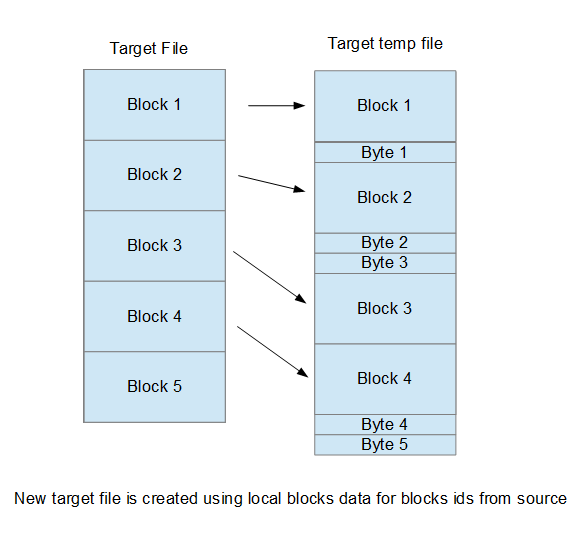 Target File
Block 1
Block 2
Block 3
Block 4
Block 5
Target temp file
Block 1
Byte 1
Block 2
Byte 2
Byte 3
Block 3
Block 4
Byte 4
Byte 5
New target file is created using local blocks data for blocks ids from source